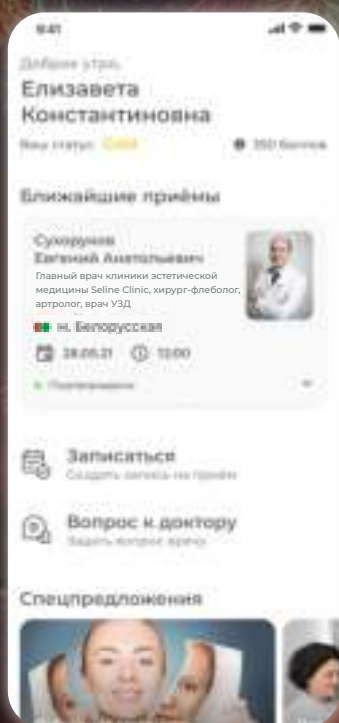 9:41
Доброе утро,
Елизавета
Константиновна
Ваш статус: Gold
350 баллов
Ближайшие приёмы
Сухоруков
Евгений Анатольевич
Главный врач клиники эстетической
медицины Seline Clinic, хирург-флеболог,
артролог, врач УЗД
м. Белорусская
28.05.21 12:00
Подтверждено
Записаться
Создать запись на приём
Вопрос к доктору
Задать вопрос врачу
Спецпредложения